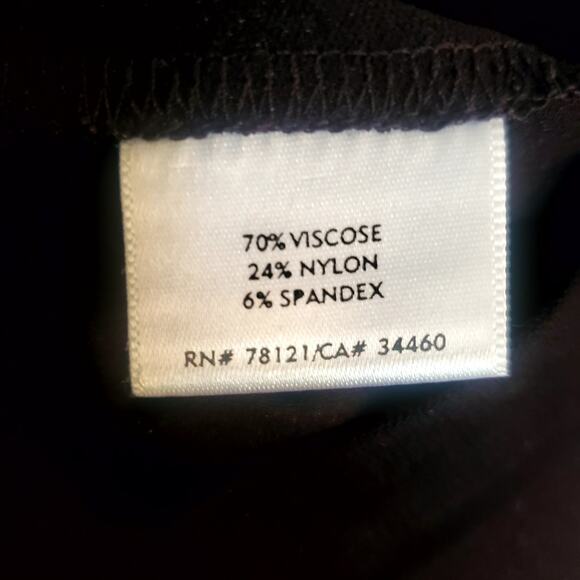 70% VISCOSE
24% NYLON
6% SPANDEX
RN# 78121/CA# 34460